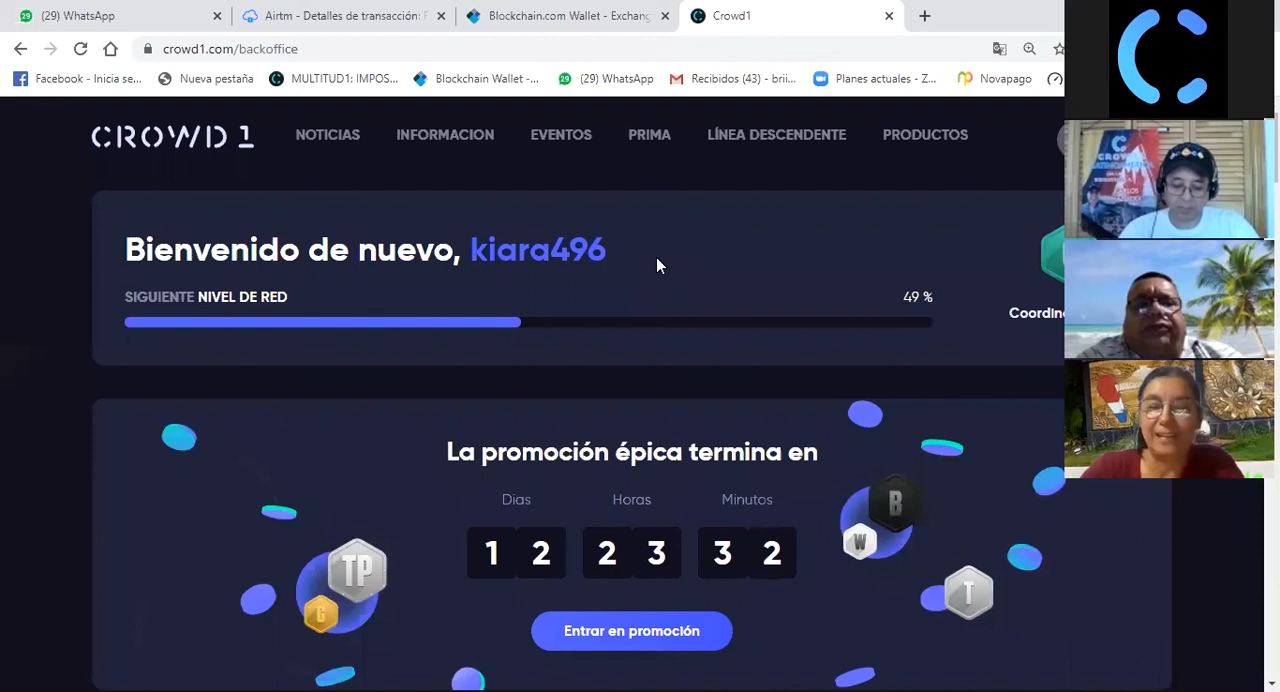 (29) WhatsApp
Airtm - Detalles de transacción:
Blockchain.com Wallet - Exchang
Crowd1
crowd1.com/backoffice
Facebook - Inicia se...
Nueva pestaña
MULTITUD1: IMPOS...
Blockchain Wallet -...
(29) WhatsApp
Recibidos (43) - brii...
Planes actuales - Z...
Novapago
CROWD 1
NOTICIAS
INFORMACION
EVENTOS
PRIMA
LÍNEA DESCENDENTE
PRODUCTOS
Bienvenido de nuevo, kiara496
SIGUIENTE NIVEL DE RED
49 %
Coordin
La promoción épica termina en
Dias Horas Minutos
1 2 2 3 3 2
TP
G
B
W
T
Entrar en promoción